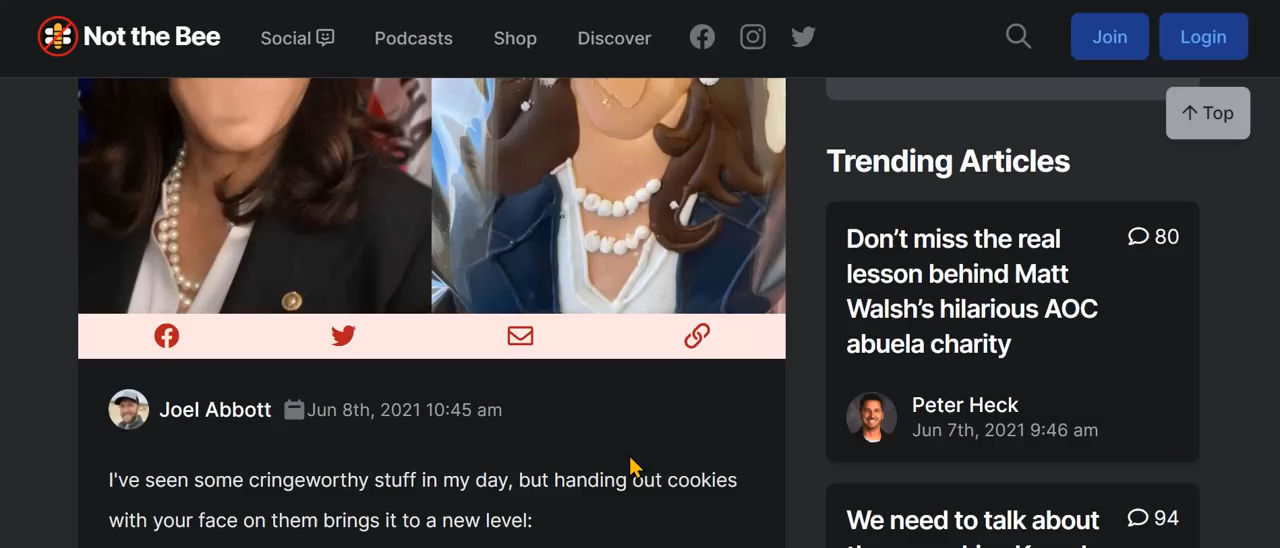 Not the Bee
Social
Podcasts
Shop
Discover
Join
Login
Top
Joel Abbott
Jun 8th, 2021 10:45 am
I've seen some cringeworthy stuff in my day, but handing out cookies
with your face on them brings it to a new level:
Trending Articles
Don’t miss the real
lesson behind Matt
Walsh’s hilarious AOC
abuela charity
80
Peter Heck
Jun 7th, 2021 9:46 am
We need to talk about
94